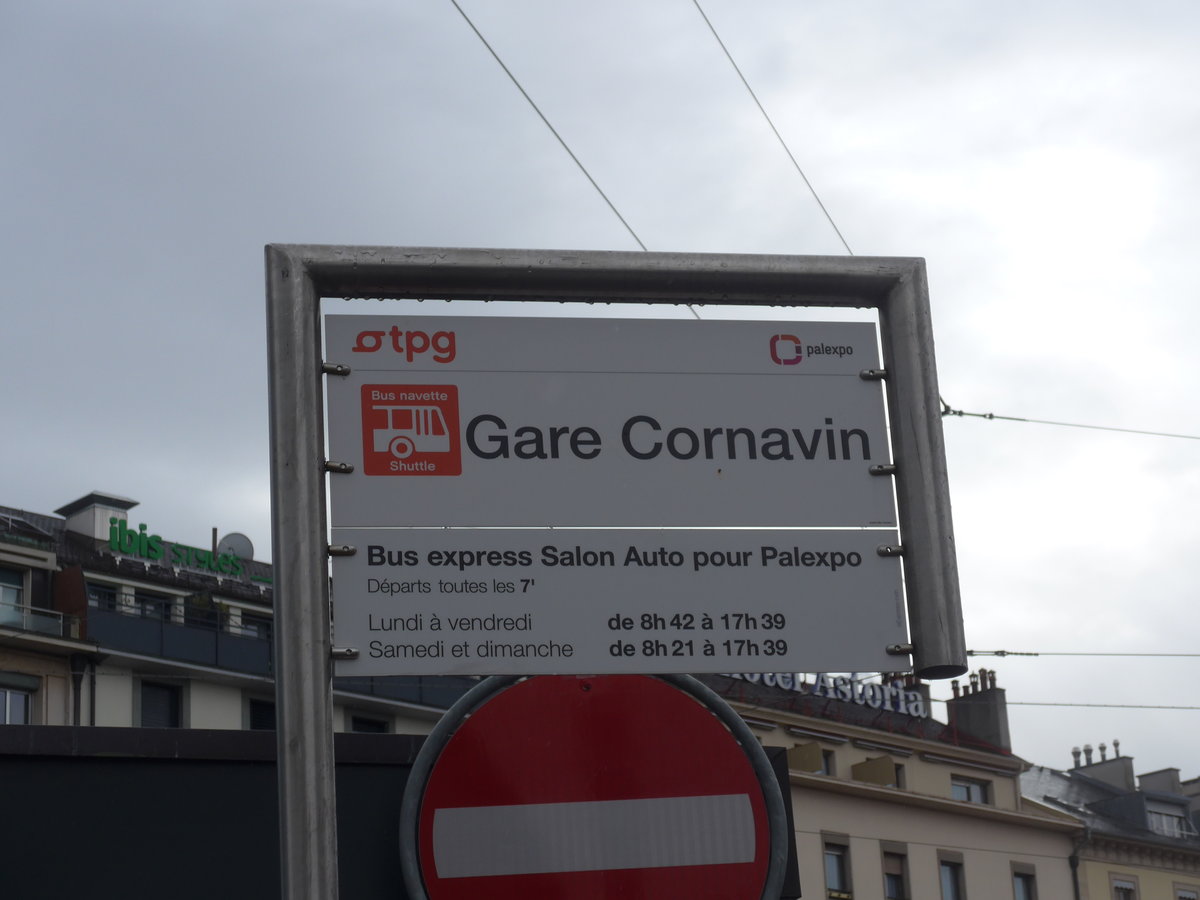 tpg
palexpo
Bus navette
Shuttle
Gare Cornavin
Bus express Salon Auto pour Palexpo
Départs toutes les 7'
Lundi à vendredi de 8h42 à 17h39
Samedi et dimanche de 8h21 à 17h39
ibis STYLES
Hotel Astoria